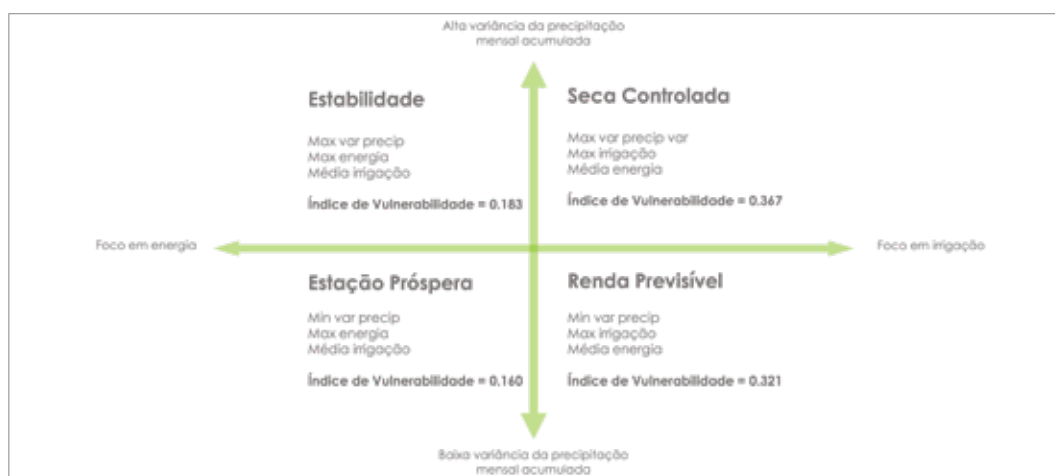 Alta variância da precipitação
mensal acumulada
Estabilidade
Max var precip
Max energia
Média irrigação
Índice de Vulnerabilidade = 0.183
Seca Controlada
Max var precip var
Max irrigação
Média energia
Índice de Vulnerabilidade = 0.367
Foco em energia
Foco em irrigação
Estação Próspera
Min var precip
Max energia
Média irrigação
Índice de Vulnerabilidade = 0.160
Renda Previsível
Min var precip
Max irrigação
Média energia
Índice de Vulnerabilidade = 0.321
Baixa variância da precipitação
mensal acumulada